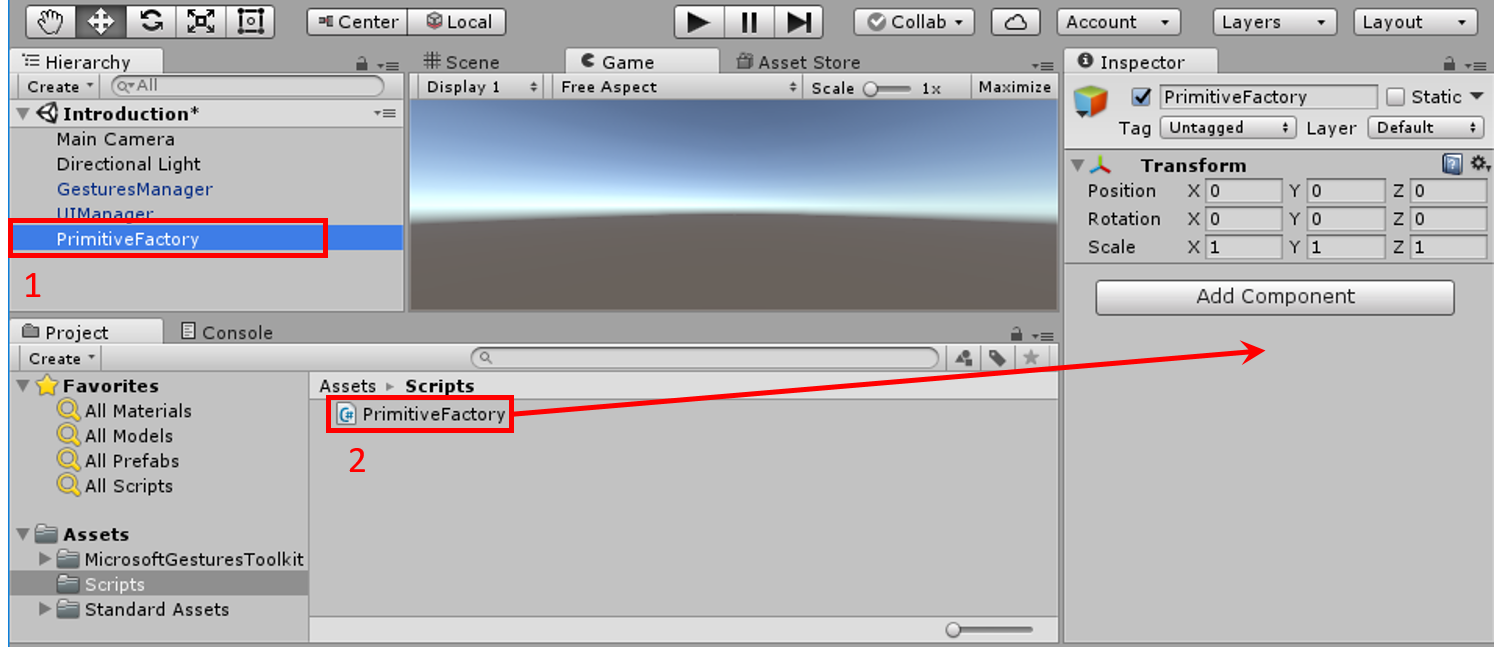 Center Local Collab Account Layers Layout
Hierarchy
Create All
Introduction*
Main Camera
Directional Light
GesturesManager
UIManager
PrimitiveFactory
1
Scene Game Asset Store
Display 1 Free Aspect Scale 1x Maximize
Inspector
PrimitiveFactory Static
Tag Untagged Layer Default
Transform
Position X 0 Y 0 Z 0
Rotation X 0 Y 0 Z 0
Scale X 1 Y 1 Z 1
Add Component
Project Console
Create
Favorites
All Materials
All Models
All Prefabs
All Scripts
Assets
MicrosoftGesturesToolkit
Scripts
Standard Assets
Assets Scripts
C# PrimitiveFactory
2